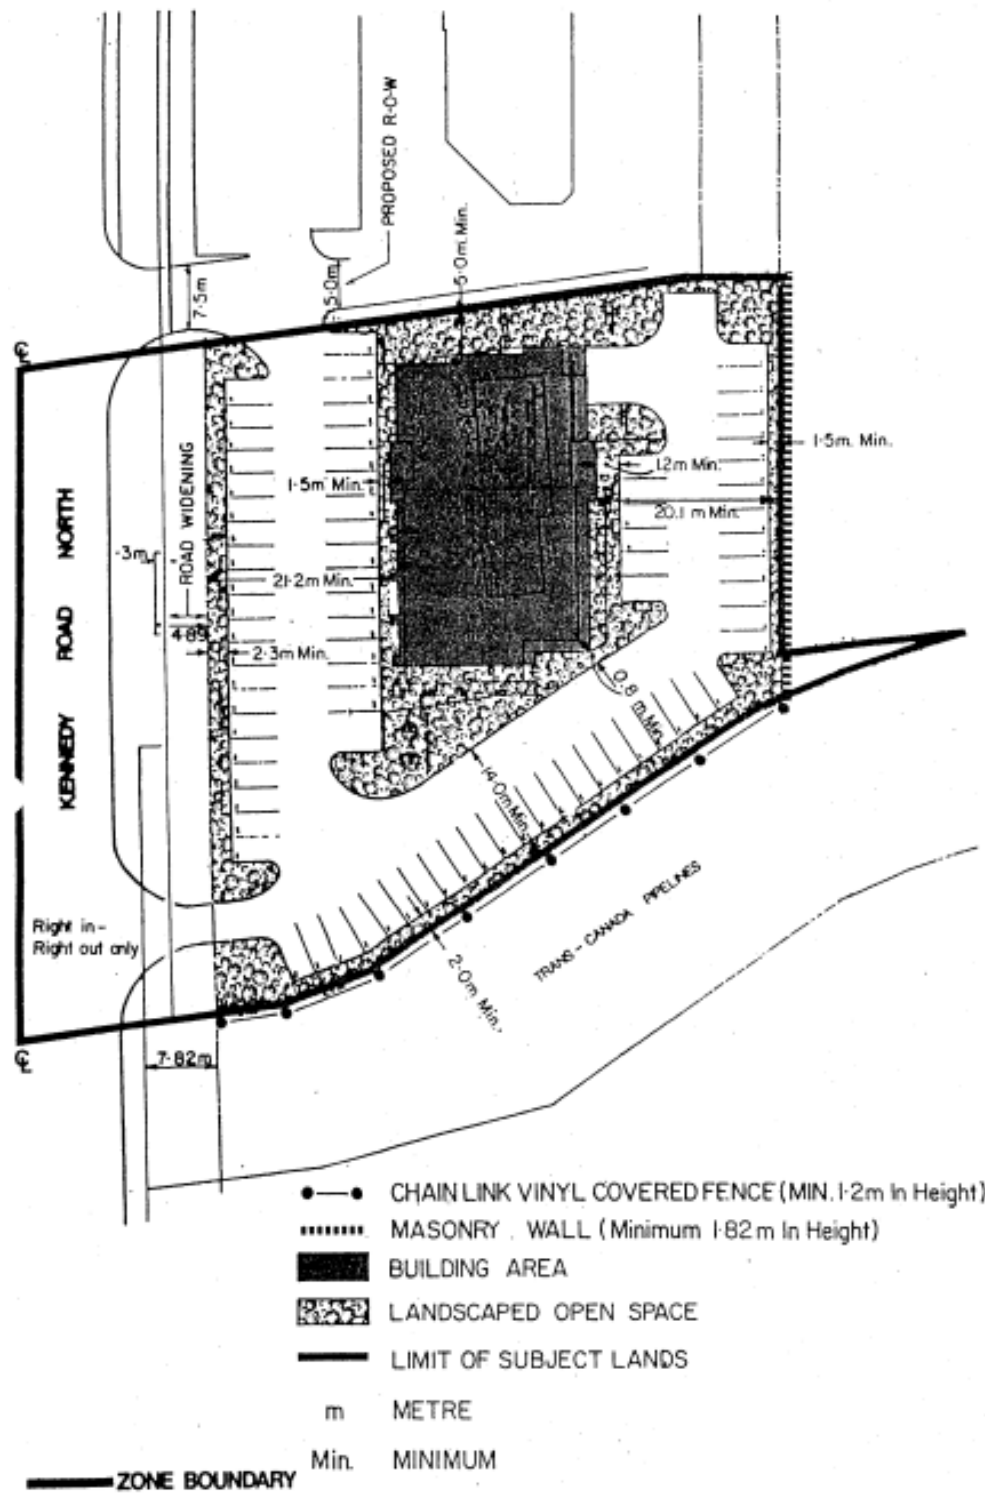 PROPOSED R-O-W
5.0m. Min.
7.5m
5.0m
℄
1.5m. Min.
1.5m Min.
1.2m Min.
20.1 m Min.
ROAD WIDENING
KENNEDY ROAD NORTH
.3m
21.2m Min.
4.89
2.3m Min.
0.8 m Min.
14.0m Min.
Right in-
Right out only
TRANS-CANADA PIPELINES
2.0m Min.
℄
7.82m
CHAIN LINK VINYL COVERED FENCE (MIN. 1.2m In Height)
MASONRY WALL (Minimum 1.82m In Height)
BUILDING AREA
LANDSCAPED OPEN SPACE
LIMIT OF SUBJECT LANDS
m METRE
Min. MINIMUM
ZONE BOUNDARY